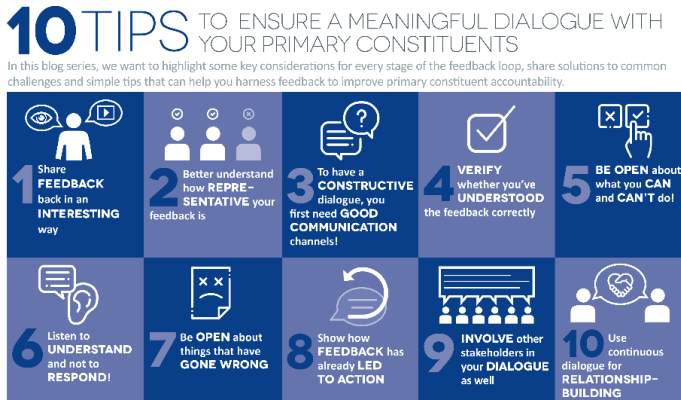 10 TIPS TO ENSURE A MEANINGFUL DIALOGUE WITH
YOUR PRIMARY CONSTITUENTS
In this blog series, we want to highlight some key considerations for every stage of the feedback loop, share solutions to common
challenges and simple tips that can help you harness feedback to improve primary constituent accountability.
1 Share
FEEDBACK
back in an
INTERESTING
way
2 Better understand
how REPRE-
SENTATIVE your
feedback is
3 To have a
CONSTRUCTIVE
dialogue, you
first need GOOD
COMMUNICATION
channels!
4 VERIFY
whether you've
UNDERSTOOD
the feedback correctly
5 BE OPEN about
what you CAN
and CAN'T do!
6 Listen to
UNDERSTAND
and not to
RESPOND!
7 Be OPEN about
things that have
GONE WRONG
8 Show how
FEEDBACK has
already LED
TO ACTION
9 INVOLVE other
stakeholders in
your DIALOGUE
as well
10 Use
continuous
dialogue for
RELATIONSHIP-
BUILDING